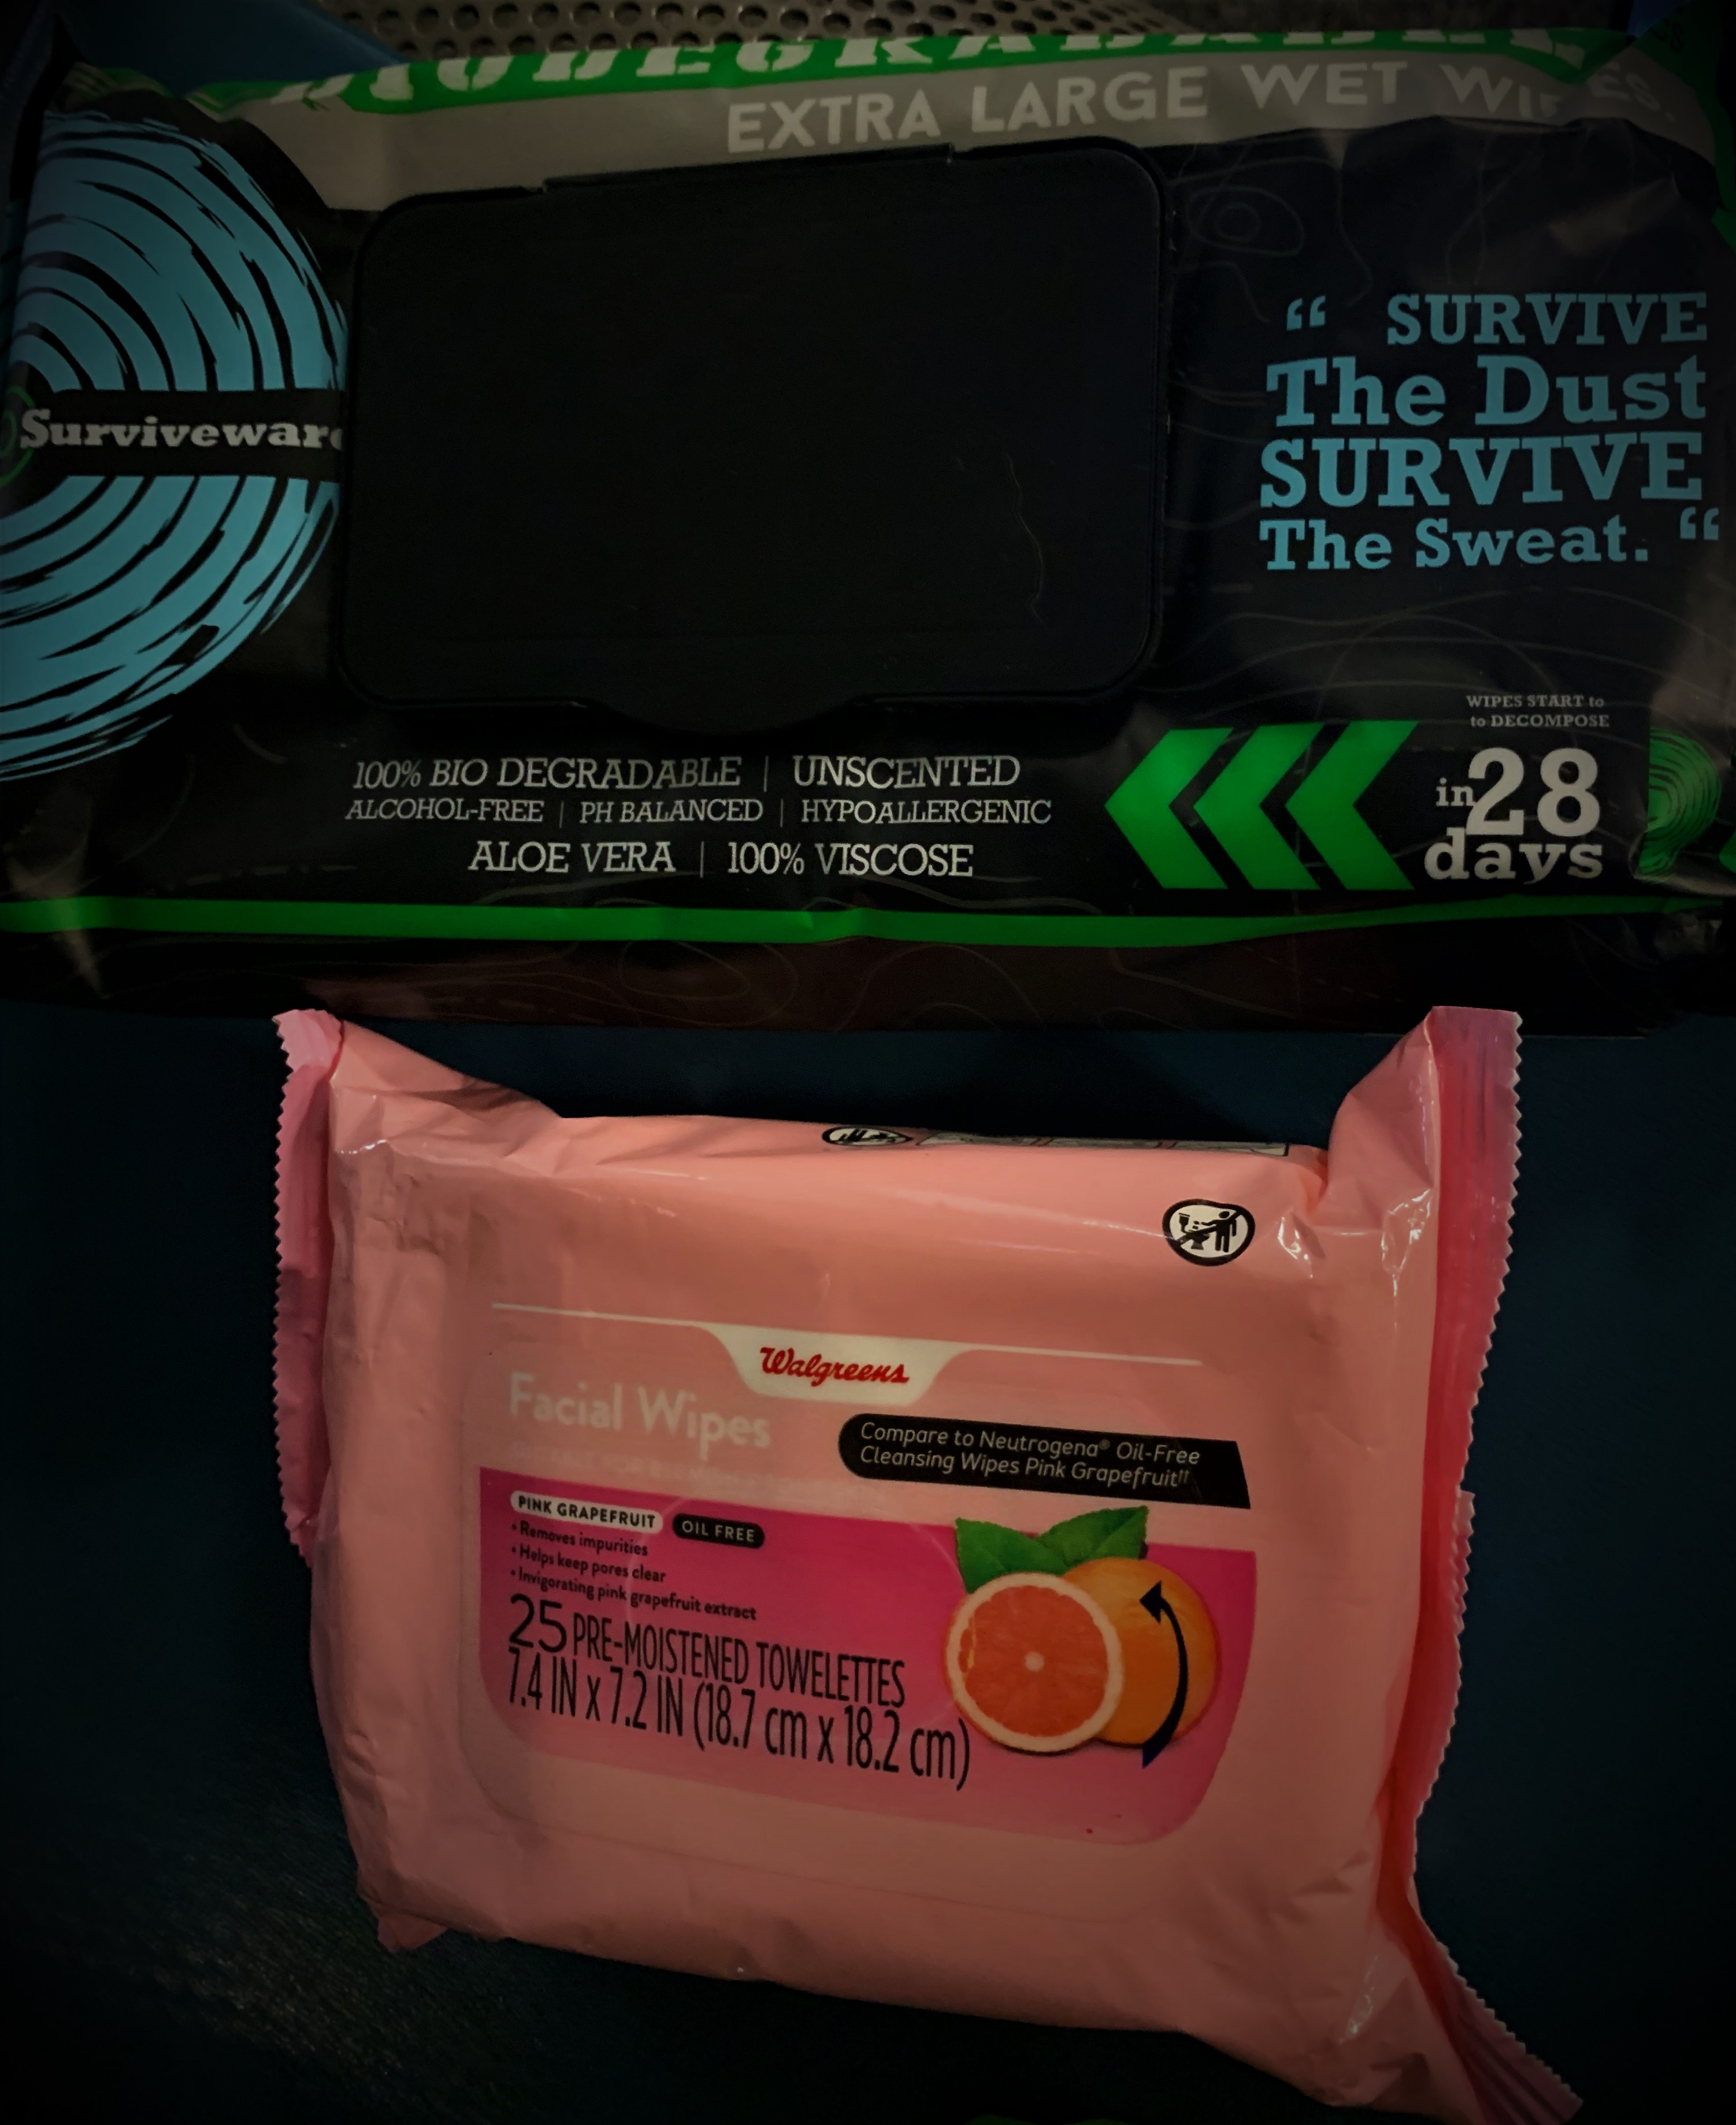 BIODEGRADABLE
EXTRA LARGE WET WIPES
Surviveware
“ SURVIVE
The Dust
SURVIVE
The Sweat. “
WIPES START to
to DECOMPOSE
in 28
days
100% BIO DEGRADABLE | UNSCENTED
ALCOHOL-FREE | PH BALANCED | HYPOALLERGENIC
ALOE VERA | 100% VISCOSE
Walgreens
Facial Wipes
Compare to Neutrogena® Oil-Free
Cleansing Wipes Pink Grapefruit††
PINK GRAPEFRUIT OIL FREE
• Removes impurities
• Helps keep pores clear
• Invigorating pink grapefruit extract
25 PRE-MOISTENED TOWELETTES
7.4 IN x 7.2 IN (18.7 cm x 18.2 cm)